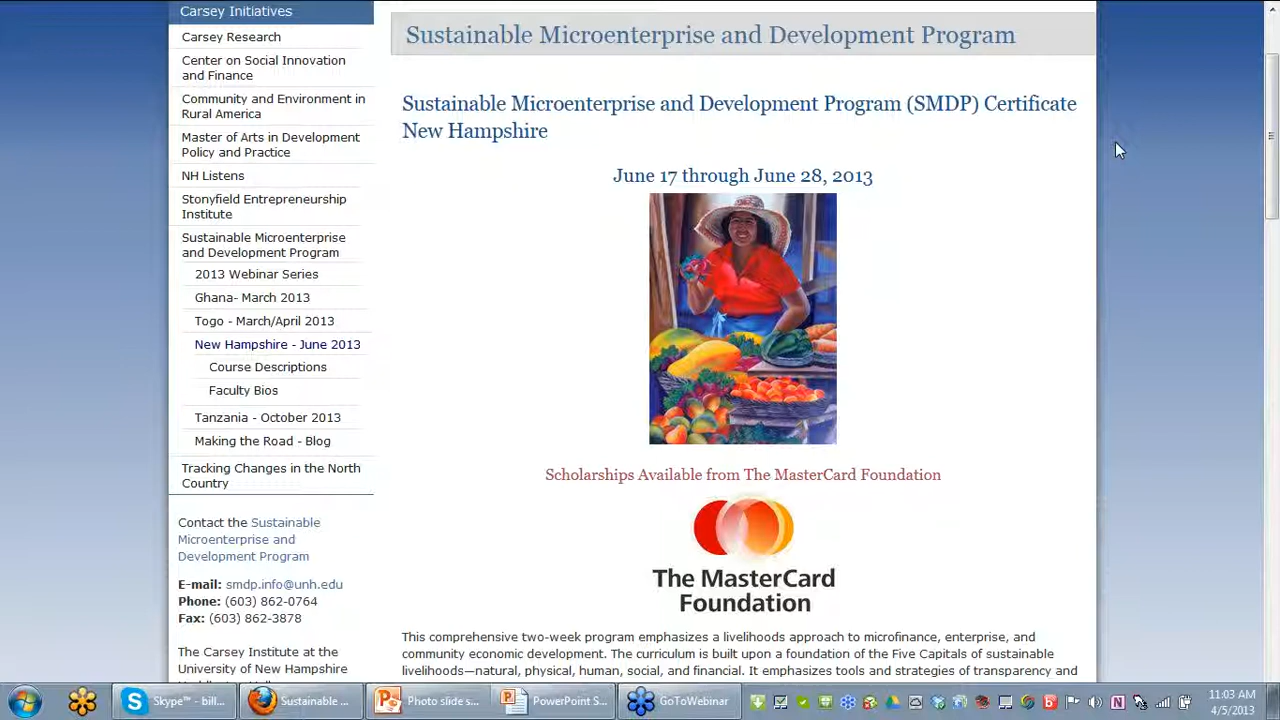 Carsey Initiatives
Carsey Research
Center on Social Innovation
and Finance
Community and Environment in
Rural America
Master of Arts in Development
Policy and Practice
NH Listens
Stonyfield Entrepreneurship
Institute
Sustainable Microenterprise
and Development Program
2013 Webinar Series
Ghana- March 2013
Togo - March/April 2013
New Hampshire - June 2013
Course Descriptions
Faculty Bios
Tanzania - October 2013
Making the Road - Blog
Tracking Changes in the North
Country
Contact the Sustainable
Microenterprise and
Development Program
E-mail: smdp.info@unh.edu
Phone: (603) 862-0764
Fax: (603) 862-3878
The Carsey Institute at the
University of New Hampshire
Sustainable Microenterprise and Development Program
Sustainable Microenterprise and Development Program (SMDP) Certificate
New Hampshire
June 17 through June 28, 2013
Scholarships Available from The MasterCard Foundation
The MasterCard
Foundation
This comprehensive two-week program emphasizes a livelihoods approach to microfinance, enterprise, and
community economic development. The curriculum is built upon a foundation of the Five Capitals of sustainable
livelihoods—natural, physical, human, social, and financial. It emphasizes tools and strategies of transparency and
Skype™ - bill...
Sustainable ...
Photo slide s...
PowerPoint S...
GoToWebinar
11:03 AM
4/5/2013